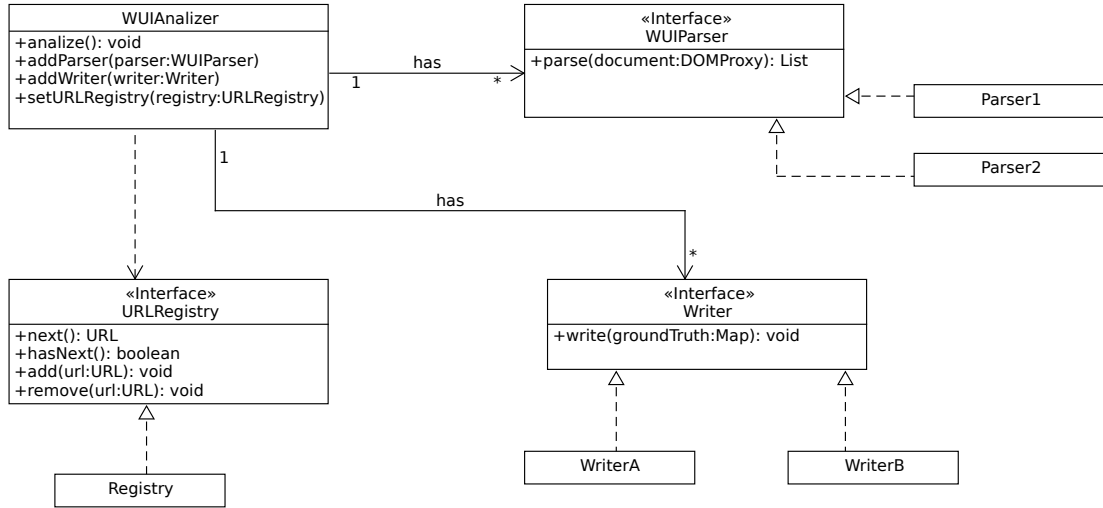 WUIAnalizer
+analize(): void
+addParser(parser:WUIParser)
+addWriter(writer:Writer)
+setURLRegistry(registry:URLRegistry)
has
1
*
«Interface»
WUIParser
+parse(document:DOMProxy): List
Parser1
Parser2
1
has
*
«Interface»
URLRegistry
+next(): URL
+hasNext(): boolean
+add(url:URL): void
+remove(url:URL): void
«Interface»
Writer
+write(groundTruth:Map): void
Registry
WriterA
WriterB